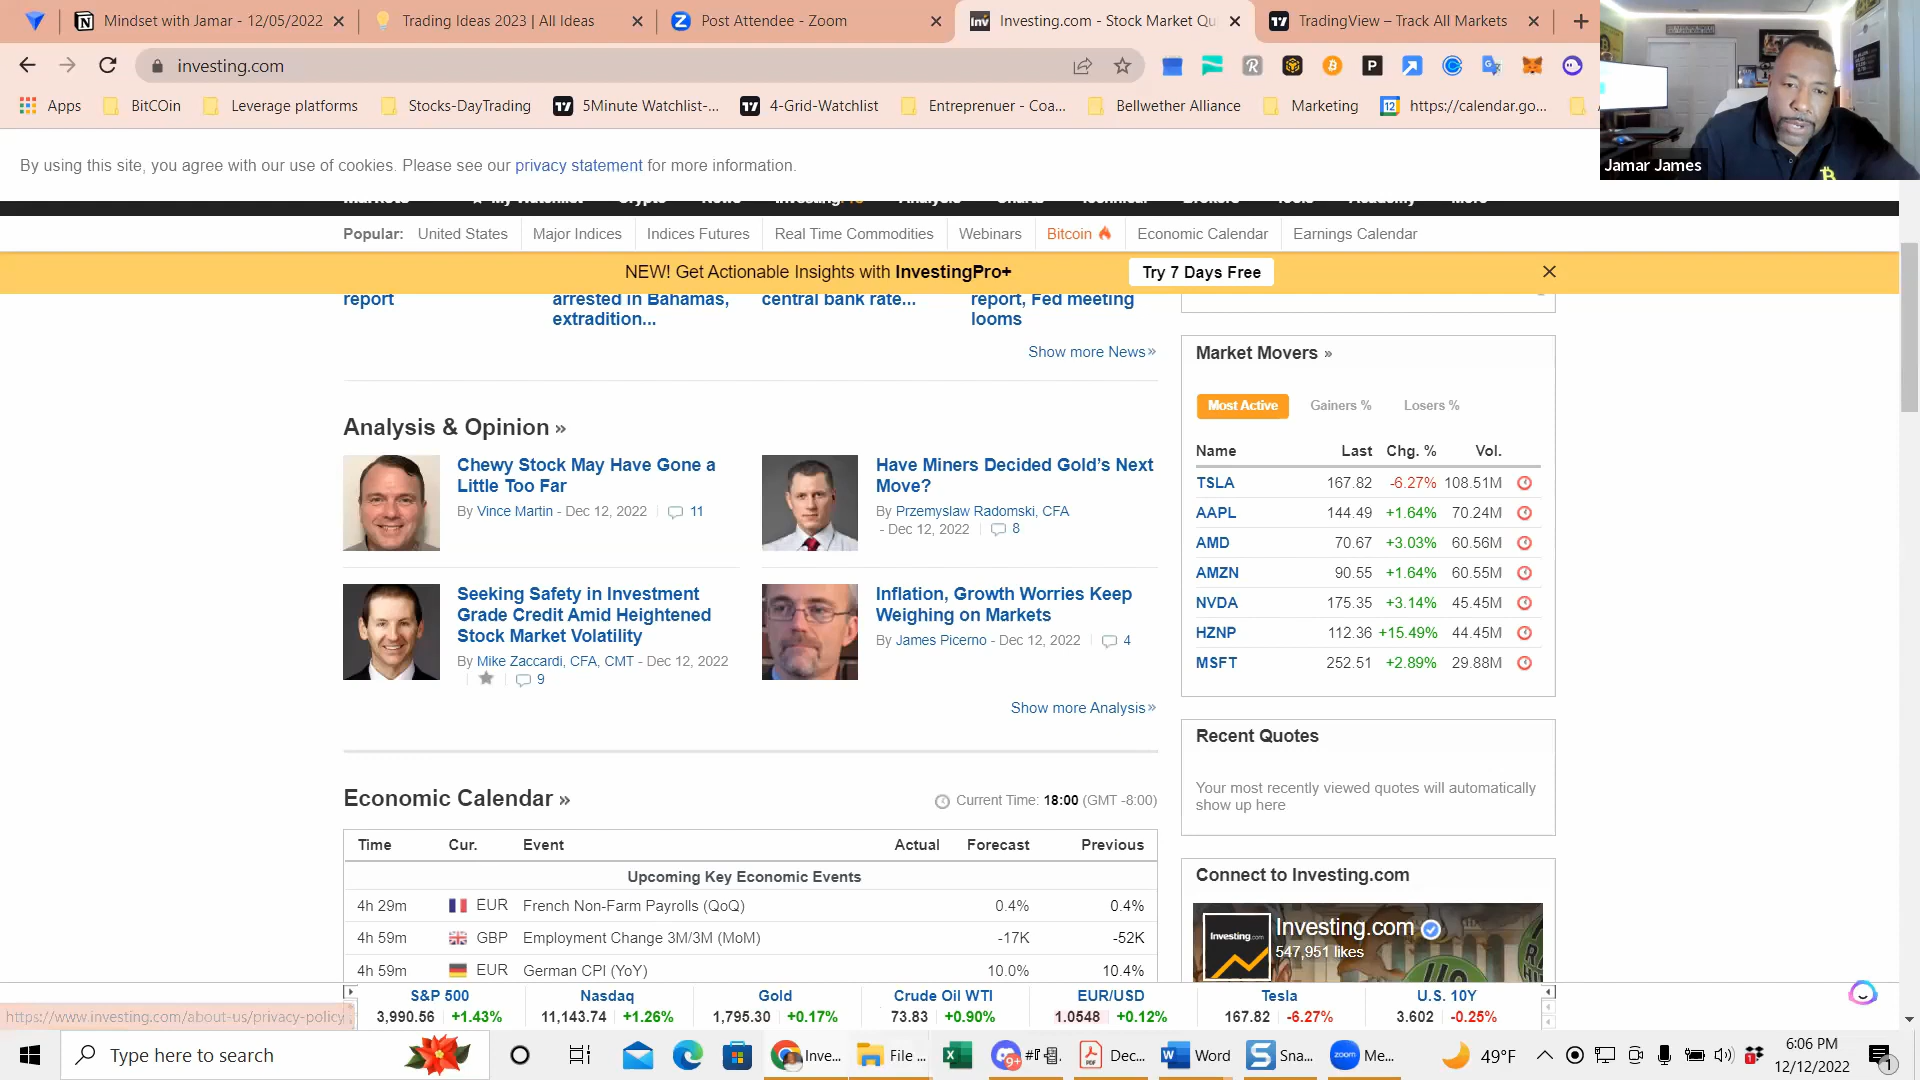 Mindset with Jamar - 12/05/2022
Trading Ideas 2023 | All Ideas
Post Attendee - Zoom
Investing.com - Stock Market Qu
TradingView – Track All Markets
investing.com
Apps
BitCOin
Leverage platforms
Stocks-DayTrading
5Minute Watchlist-...
4-Grid-Watchlist
Entreprenuer - Coa...
Bellwether Alliance
Marketing
https://calendar.go...
Jamar James
By using this site, you agree with our use of cookies. Please see our privacy statement for more information.
Popular: United States Major Indices Indices Futures Real Time Commodities Webinars Bitcoin Economic Calendar Earnings Calendar
NEW! Get Actionable Insights with InvestingPro+ Try 7 Days Free
report
arrested in Bahamas,
extradition...
central bank rate...
report, Fed meeting
looms
Show more News»
Analysis & Opinion »
Chewy Stock May Have Gone a
Little Too Far
By Vince Martin - Dec 12, 2022 11
Have Miners Decided Gold's Next
Move?
By Przemyslaw Radomski, CFA
- Dec 12, 2022 8
Seeking Safety in Investment
Grade Credit Amid Heightened
Stock Market Volatility
By Mike Zaccardi, CFA, CMT - Dec 12, 2022
9
Inflation, Growth Worries Keep
Weighing on Markets
By James Picerno - Dec 12, 2022 4
Show more Analysis»
Economic Calendar »
Current Time: 18:00 (GMT -8:00)
Time Cur. Event Actual Forecast Previous
Upcoming Key Economic Events
4h 29m EUR French Non-Farm Payrolls (QoQ) 0.4% 0.4%
4h 59m GBP Employment Change 3M/3M (MoM) -17K -52K
4h 59m EUR German CPI (YoY) 10.0% 10.4%
Market Movers »
Most Active Gainers % Losers %
Name Last Chg. % Vol.
TSLA 167.82 -6.27% 108.51M
AAPL 144.49 +1.64% 70.24M
AMD 70.67 +3.03% 60.56M
AMZN 90.55 +1.64% 60.55M
NVDA 175.35 +3.14% 45.45M
HZNP 112.36 +15.49% 44.45M
MSFT 252.51 +2.89% 29.88M
Recent Quotes
Your most recently viewed quotes will automatically
show up here
Connect to Investing.com
Investing.com
Investing.com
547,951 likes
S&P 500 Nasdaq Gold Crude Oil WTI EUR/USD Tesla U.S. 10Y
3,990.56 +1.43% 11,143.74 +1.26% 1,795.30 +0.17% 73.83 +0.90% 1.0548 +0.12% 167.82 -6.27% 3.602 -0.25%
https://www.investing.com/about-us/privacy-policy
Type here to search
Inve...
File ...
9+
Dec...
Word
Sna...
zoom
Me...
49°F
6:06 PM
12/12/2022
1